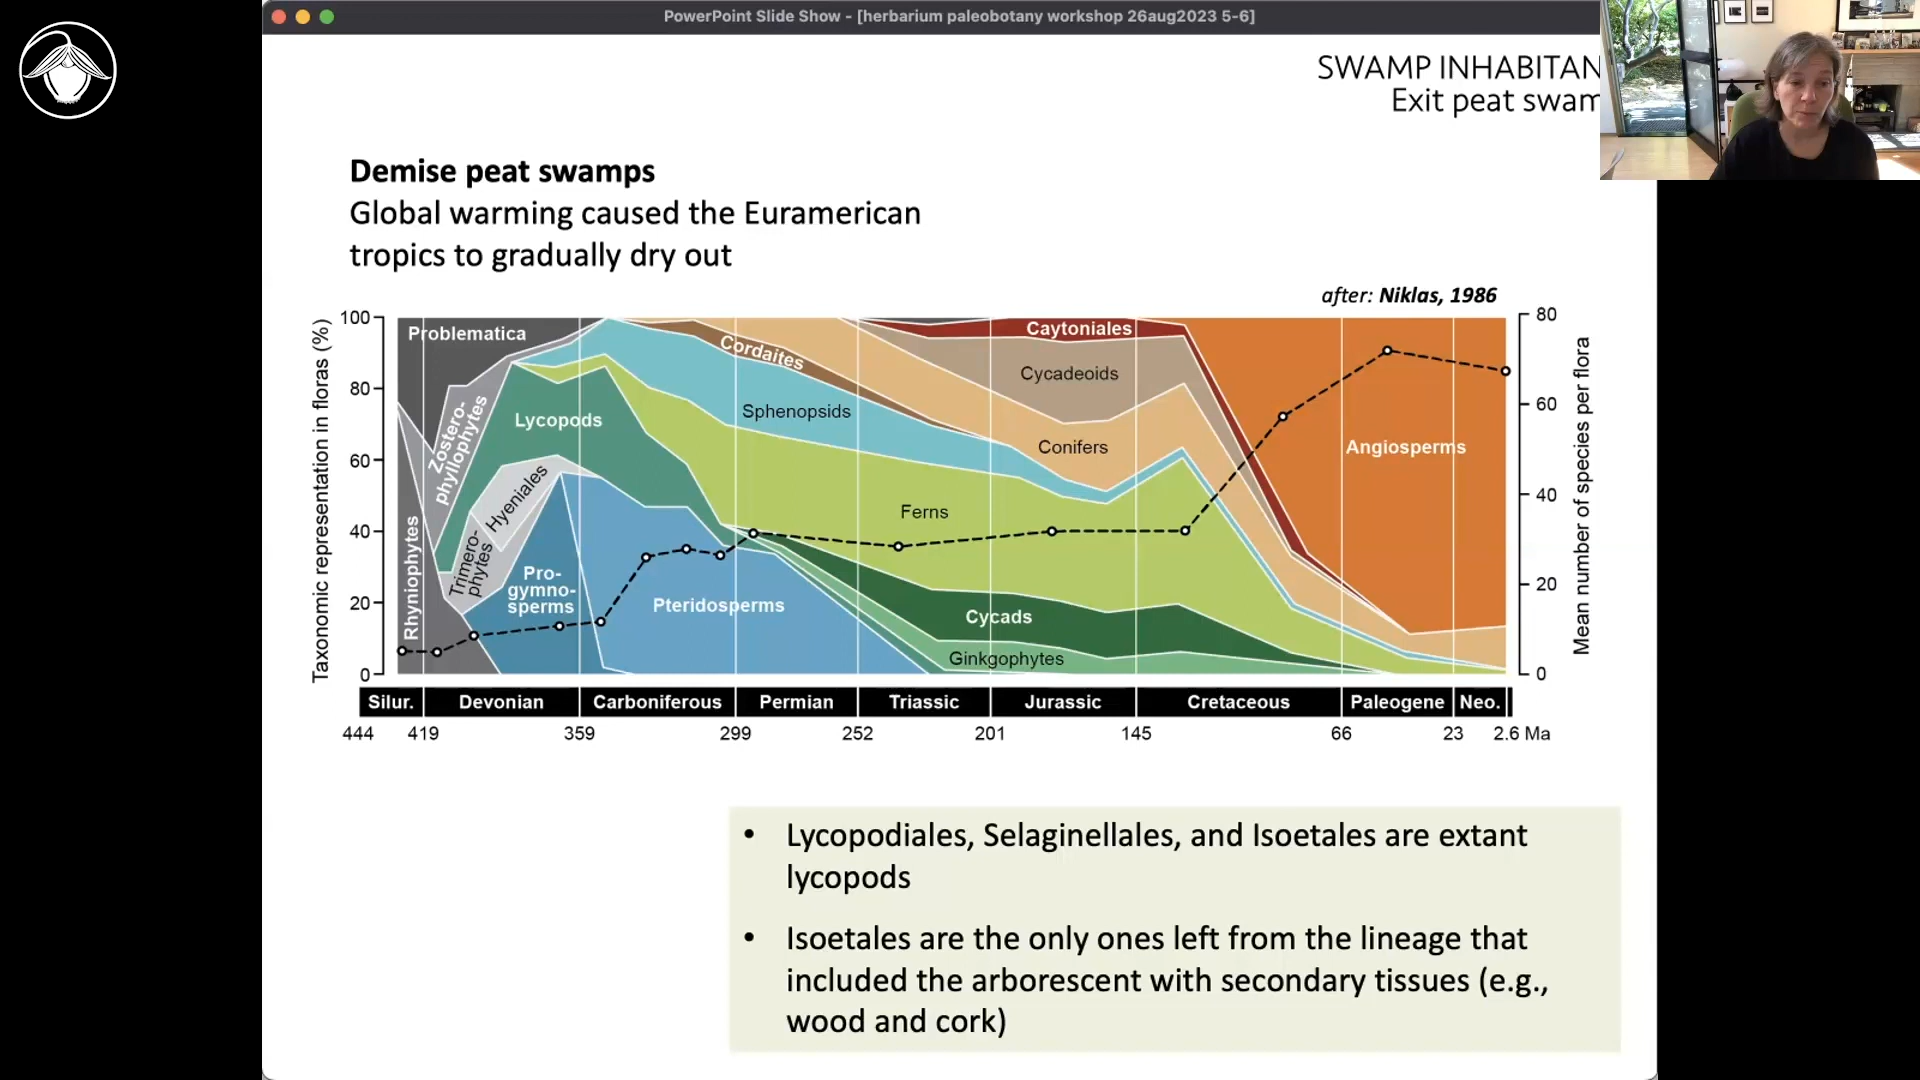 PowerPoint Slide Show - [herbarium paleobotany workshop 26aug2023 5-6]
SWAMP INHABITAN
Exit peat swam
Demise peat swamps
Global warming caused the Euramerican
tropics to gradually dry out
after: Niklas, 1986
Taxonomic representation in floras (%)
100
80
60
40
20
0
Problematica
Zostero-
phyllophytes
Rhyniophytes
Lycopods
Hyeniales
Trimero-
phytes
Pro-
gymno-
sperms
Pteridosperms
Cordaites
Sphenopsids
Ferns
Cycads
Ginkgophytes
Caytoniales
Cycadeoids
Conifers
Angiosperms
80
60
40
20
0
Mean number of species per flora
Silur. Devonian Carboniferous Permian Triassic Jurassic Cretaceous Paleogene Neo.
444 419 359 299 252 201 145 66 23 2.6 Ma
• Lycopodiales, Selaginellales, and Isoetales are extant
lycopods
• Isoetales are the only ones left from the lineage that
included the arborescent with secondary tissues (e.g.,
wood and cork)